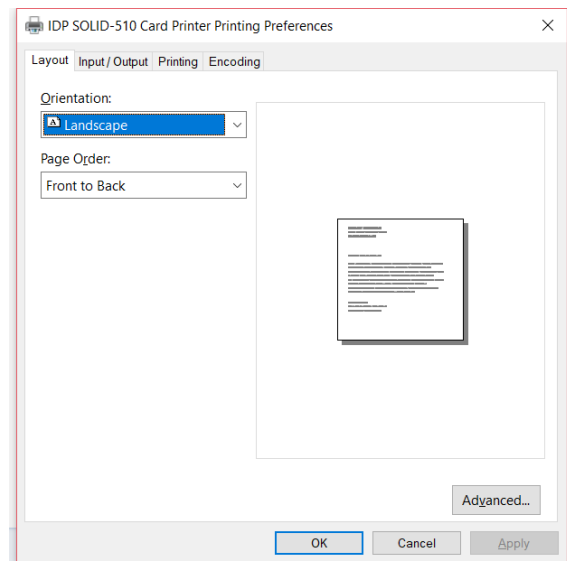 IDP SOLID-510 Card Printer Printing Preferences
Layout Input / Output Printing Encoding
Orientation:
A Landscape
Page Order:
Front to Back
Advanced...
OK Cancel Apply